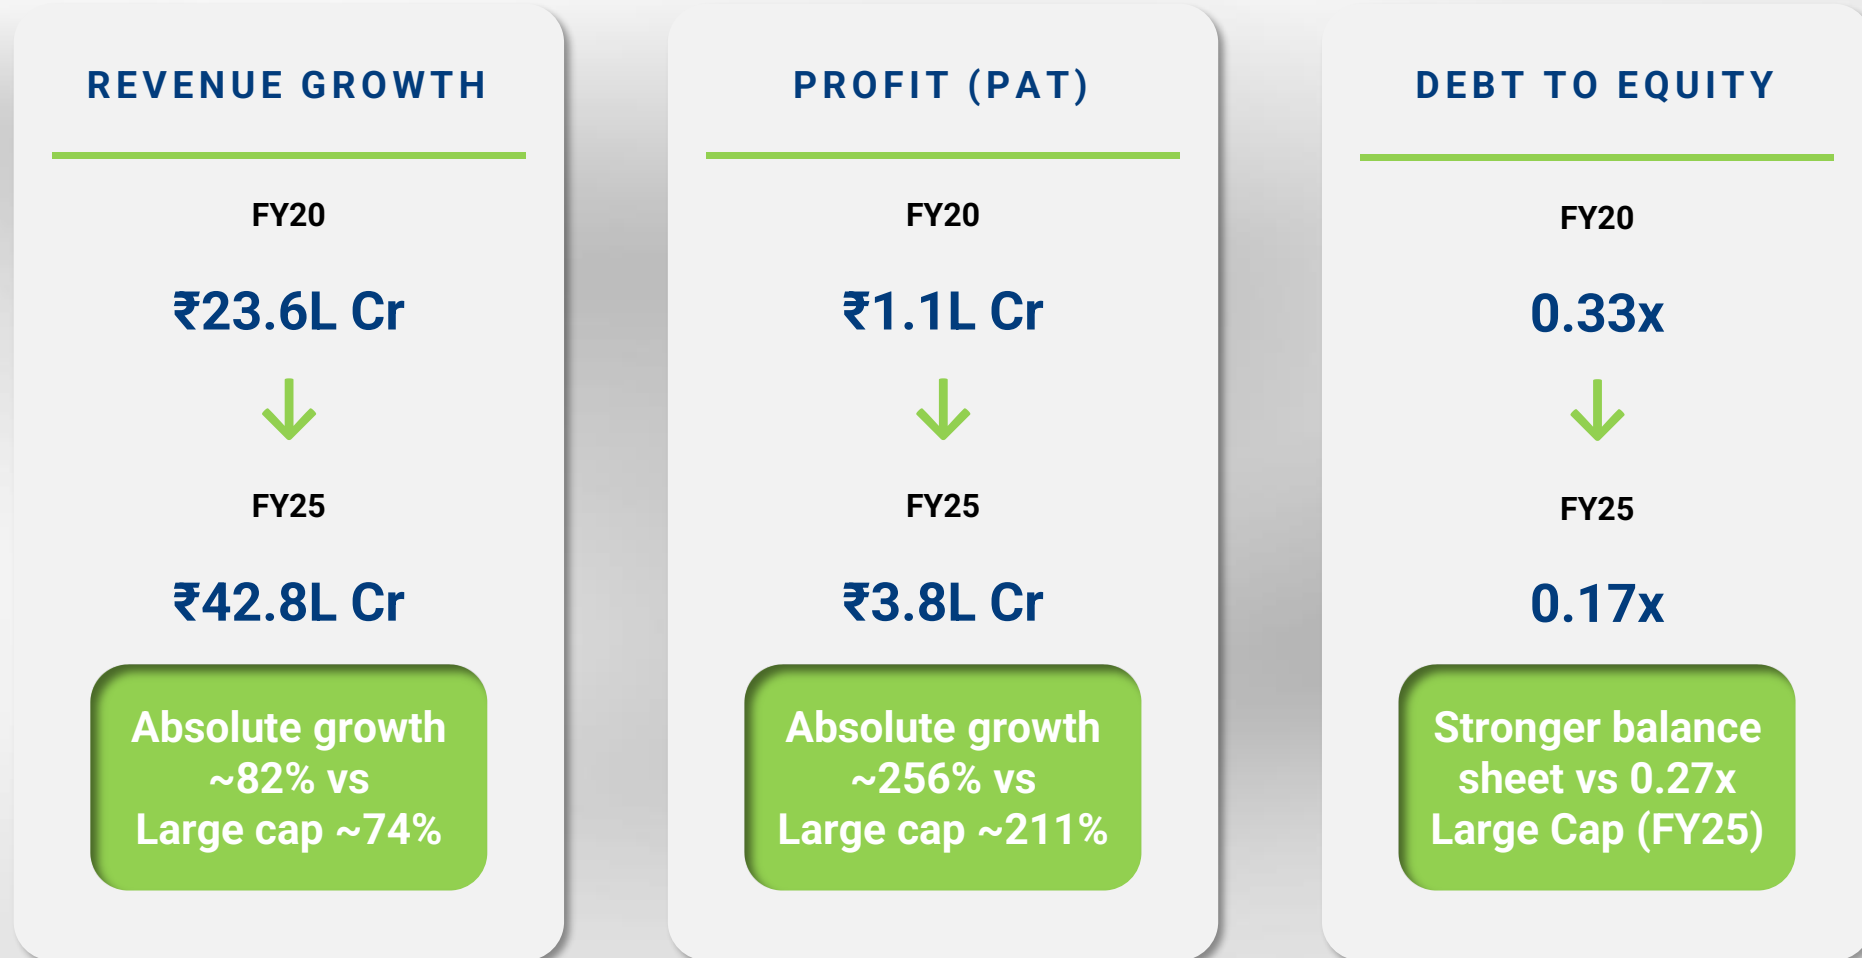 REVENUE GROWTH
FY20
₹23.6L Cr
FY25
₹42.8L Cr
Absolute growth
~82% vs
Large cap ~74%
PROFIT (PAT)
FY20
₹1.1L Cr
FY25
₹3.8L Cr
Absolute growth
~256% vs
Large cap ~211%
DEBT TO EQUITY
FY20
0.33x
FY25
0.17x
Stronger balance
sheet vs 0.27x
Large Cap (FY25)